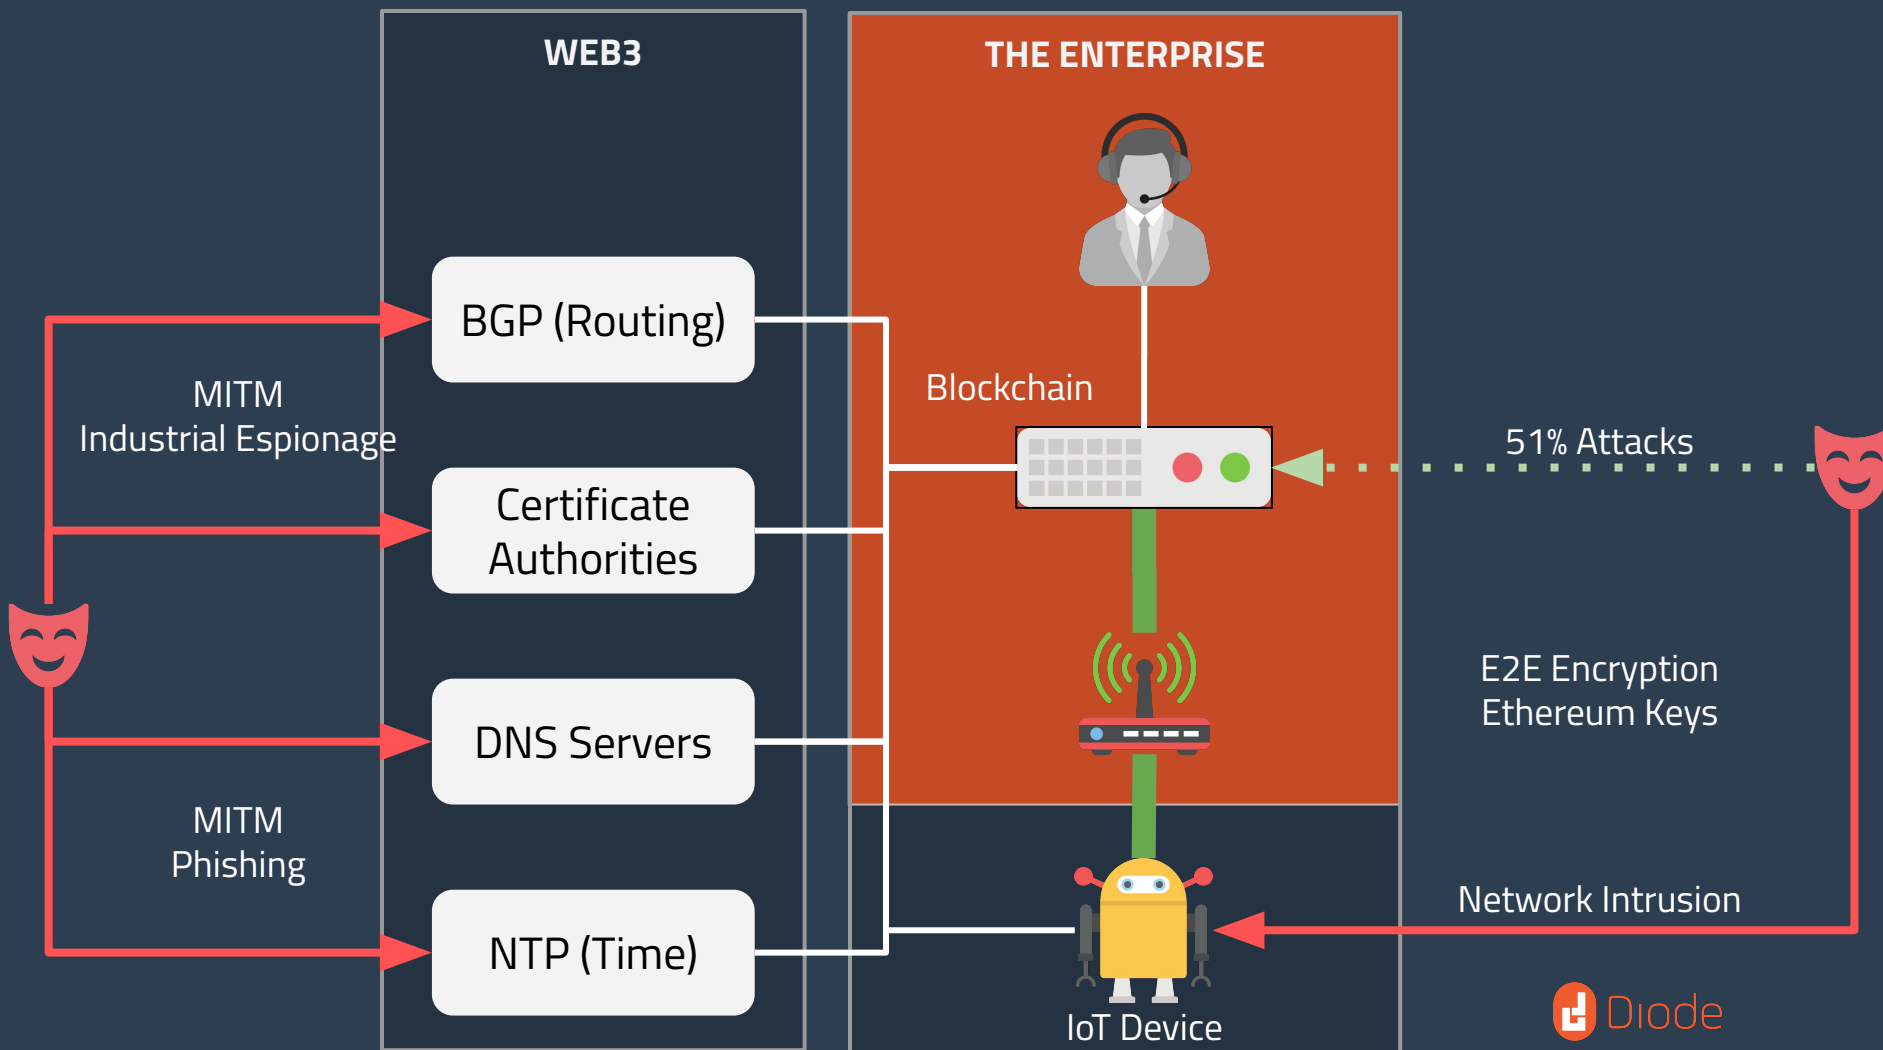 WEB3
THE ENTERPRISE
BGP (Routing)
MITM
Industrial Espionage
Blockchain
51% Attacks
Certificate
Authorities
E2E Encryption
Ethereum Keys
DNS Servers
MITM
Phishing
Network Intrusion
NTP (Time)
IoT Device
Diode